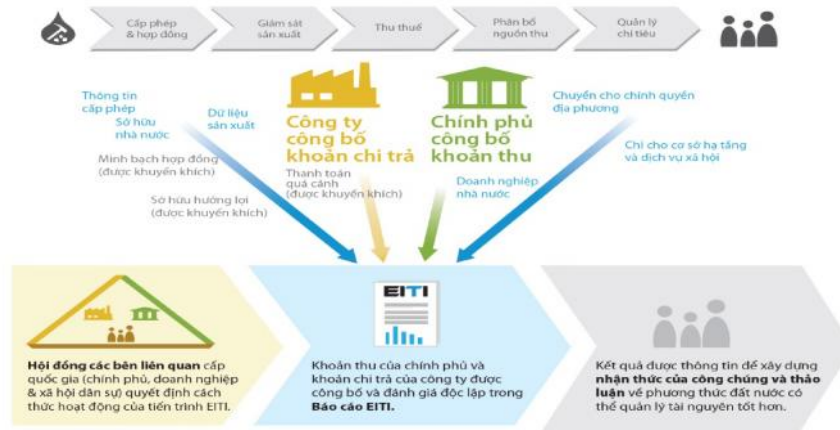 Cấp phép
& hợp đồng
Giám sát
sản xuất
Thu thuế
Phân bổ
nguồn thu
Quản lý
chi tiêu
Thông tin
cấp phép
Sở hữu
nhà nước
Dữ liệu
sản xuất
Minh bạch hợp đồng
(được khuyến khích)
Sở hữu hưởng lợi
(được khuyến khích)
Công ty
công bố
khoản chi trả
Thanh toán
quá cảnh
(được khuyến khích)
Chính phủ
công bố
khoản thu
Doanh nghiệp
nhà nước
Chuyển cho chính quyền
địa phương
Chi cho cơ sở hạ tầng
và dịch vụ xã hội
Hội đồng các bên liên quan cấp
quốc gia (chính phủ, doanh nghiệp
& xã hội dân sự) quyết định cách
thức hoạt động của tiến trình EITI.
EITI
Khoản thu của chính phủ và
khoản chi trả của công ty được
công bố và đánh giá độc lập trong
Báo cáo EITI.
Kết quả được thông tin để xây dựng
nhận thức của công chúng và thảo
luận về phương thức đất nước có
thể quản lý tài nguyên tốt hơn.